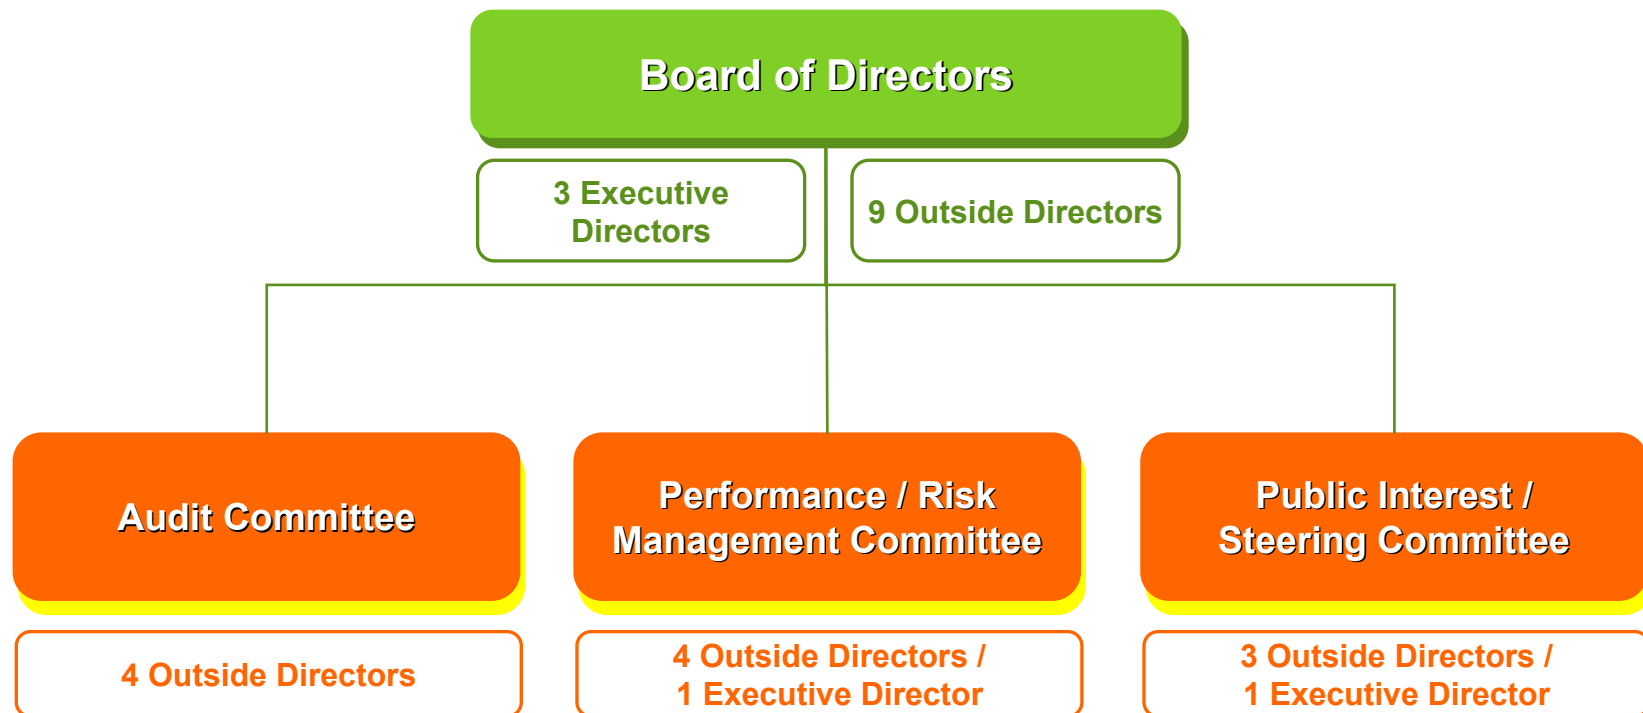 Board of Directors
3 Executive
Directors
9 Outside Directors
Audit Committee
Performance / Risk
Management Committee
Public Interest /
Steering Committee
4 Outside Directors
4 Outside Directors /
1 Executive Director
3 Outside Directors /
1 Executive Director